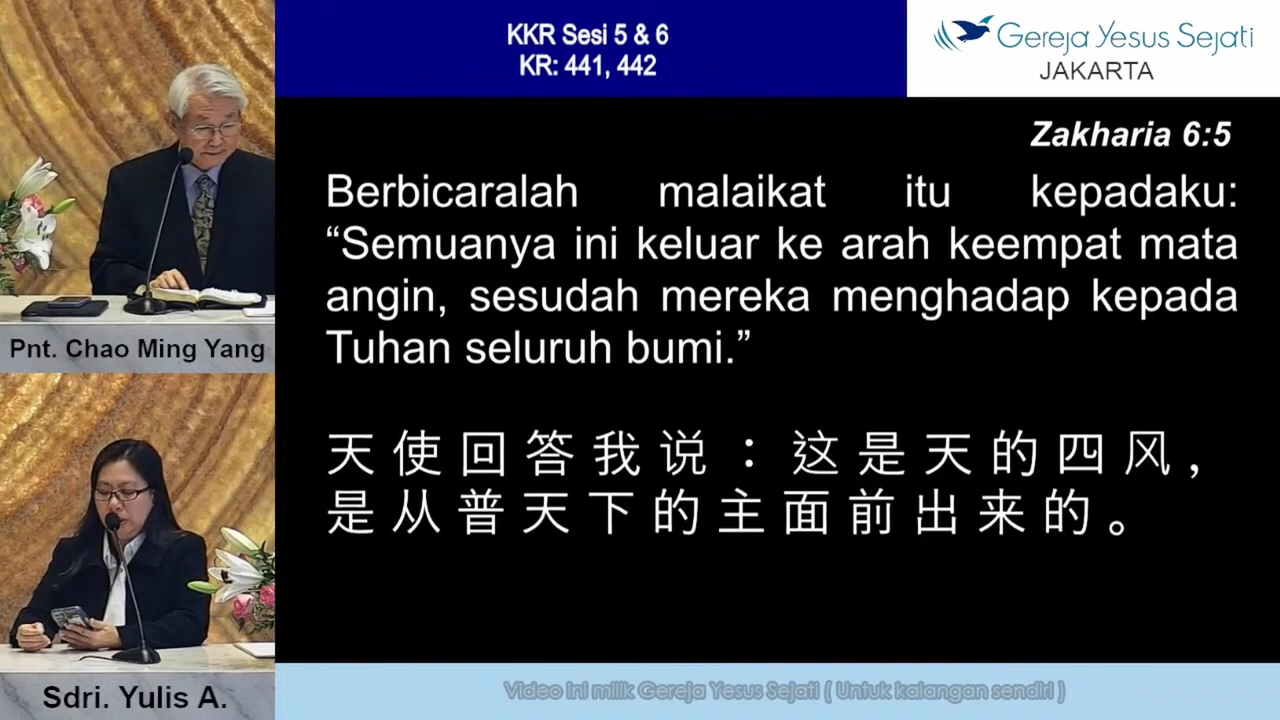 KKR Sesi 5 & 6
KR: 441, 442
Gereja Yesus Sejati
JAKARTA
Zakharia 6:5
Berbicaralah malaikat itu kepadaku:
“Semuanya ini keluar ke arah keempat mata
angin, sesudah mereka menghadap kepada
Tuhan seluruh bumi.”
天使回答我说：这是天的四风,
是从普天下的主面前出来的。
Pnt. Chao Ming Yang
Sdri. Yulis A.
Video ini milik Gereja Yesus Sejati ( Untuk kalangan sendiri )